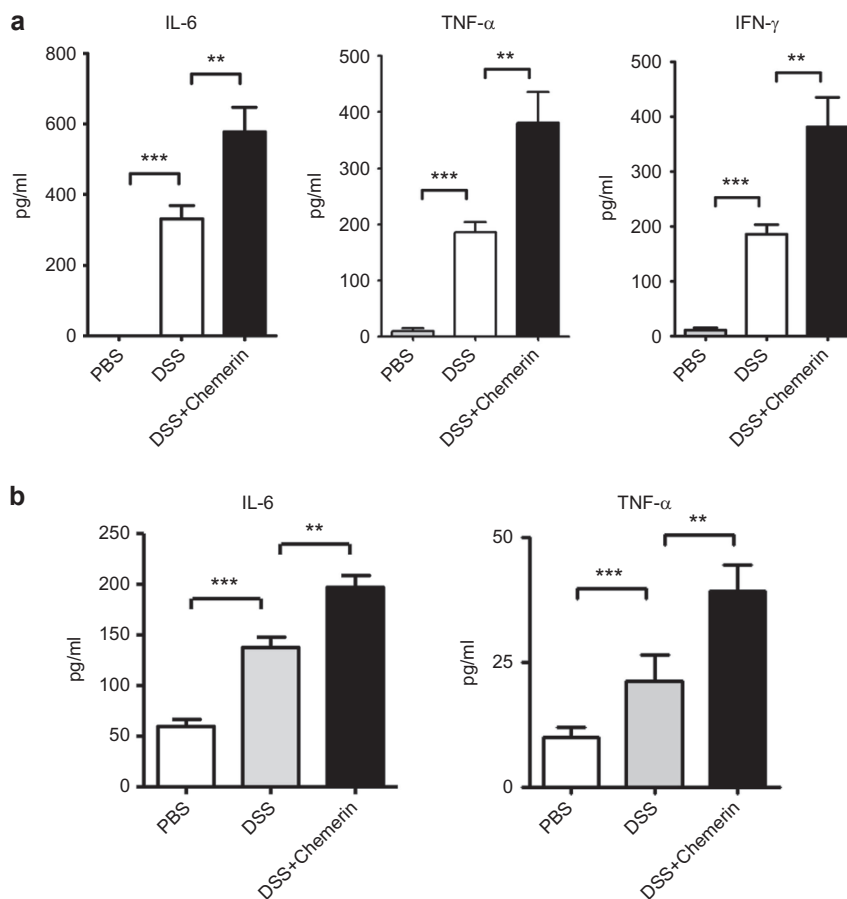 a
IL-6
TNF-α
IFN-γ
800
600
400
200
0
pg/ml
***
**
PBS
DSS
DSS+Chemerin
500
400
300
200
100
0
pg/ml
***
**
PBS
DSS
DSS+Chemerin
500
400
300
200
100
0
pg/ml
***
**
PBS
DSS
DSS+Chemerin
b
IL-6
TNF-α
250
200
150
100
50
0
pg/ml
***
**
PBS
DSS
DSS+Chemerin
50
25
0
pg/ml
***
**
PBS
DSS
DSS+Chemerin